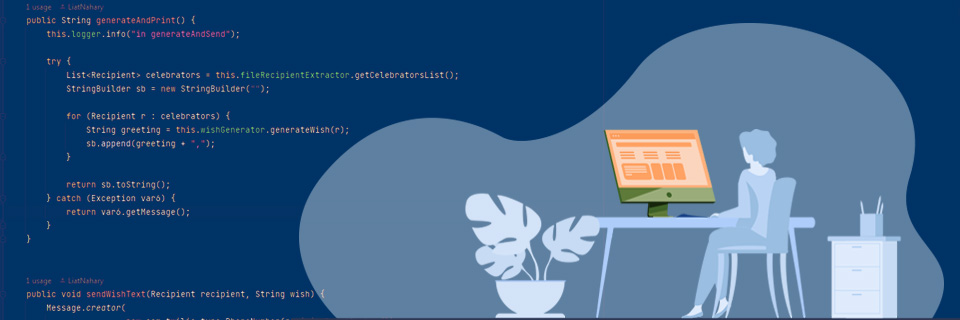 1 usage LiatNahary
public String generateAndPrint() {
this.logger.info("in generateAndSend");
try {
List<Recipient> celebrators = this.fileRecipientExtractor.getCelebratorsList();
StringBuilder sb = new StringBuilder("");
for (Recipient r : celebrators) {
String greeting = this.wishGenerator.generateWish(r);
sb.append(greeting + ",");
}
return sb.toString();
} catch (Exception var6) {
return var6.getMessage();
}
}
1 usage LiatNahary
public void sendWishText(Recipient recipient, String wish) {
Message.creator(